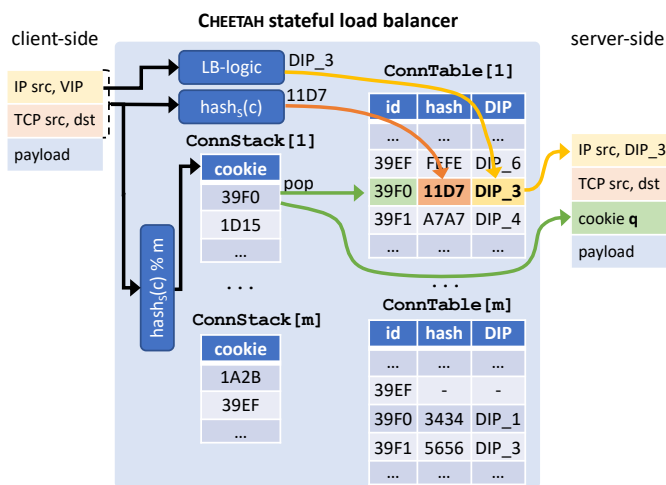 CHEETAH stateful load balancer
client-side
server-side
IP src, VIP
TCP src, dst
payload
LB-logic
DIP_3
hashS(c)
11D7
hashS(c) % m
ConnStack[1]
cookie
39F0
1D15
...
pop
...
ConnStack[m]
cookie
1A2B
39EF
...
ConnTable[1]
id hash DIP
... ... ...
39EF FEFE DIP_6
39F0 11D7 DIP_3
39F1 A7A7 DIP_4
... ... ...
...
ConnTable[m]
id hash DIP
... ... ...
39EF - -
39F0 3434 DIP_1
39F1 5656 DIP_3
... ... ...
IP src, DIP_3
TCP src, dst
cookie q
payload